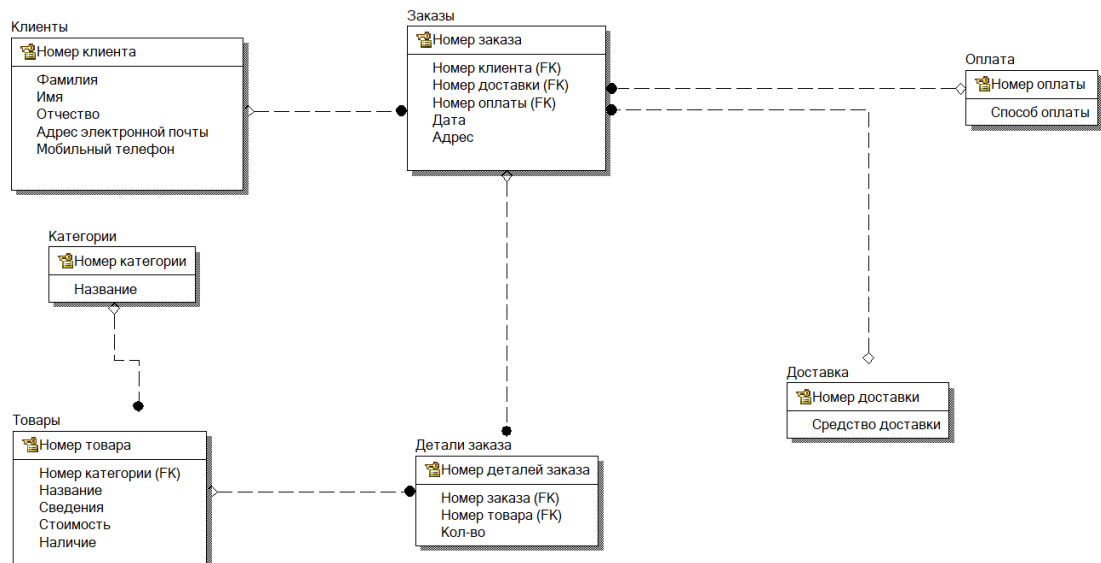 Клиенты
Номер клиента
Фамилия
Имя
Отчество
Адрес электронной почты
Мобильный телефон
Заказы
Номер заказа
Номер клиента (FK)
Номер доставки (FK)
Номер оплаты (FK)
Дата
Адрес
Оплата
Номер оплаты
Способ оплаты
Категории
Номер категории
Название
Доставка
Номер доставки
Средство доставки
Товары
Номер товара
Номер категории (FK)
Название
Сведения
Стоимость
Наличие
Детали заказа
Номер деталей заказа
Номер заказа (FK)
Номер товара (FK)
Кол-во